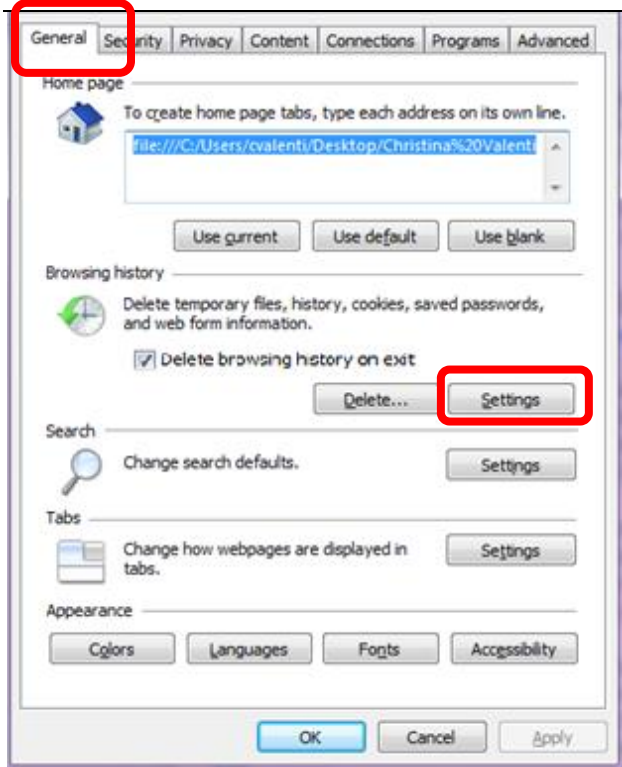 General Security Privacy Content Connections Programs Advanced
Home page
To create home page tabs, type each address on its own line.
file:///C:/Users/cvalenti/Desktop/Christina%20Valenti
Use current Use default Use blank
Browsing history
Delete temporary files, history, cookies, saved passwords,
and web form information.
Delete browsing history on exit
Delete... Settings
Search
Change search defaults.
Settings
Tabs
Change how webpages are displayed in
tabs.
Settings
Appearance
Colors Languages Fonts Accessibility
OK Cancel Apply